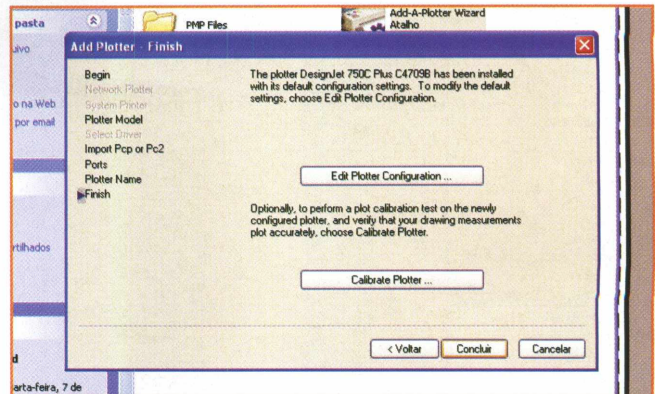 pasta
PMP Files
Add-A-Plotter Wizard
Atalho
uivo
o na Web
por email
rtilhados
d
arta-feira, 7 de
Add Plotter - Finish
Begin
Network Plotter
System Printer
Plotter Model
Select Driver
Import Pcp or Pc2
Ports
Plotter Name
Finish
The plotter DesignJet 750C Plus C4709B has been installed
with its default configuration settings. To modify the default
settings, choose Edit Plotter Configuration.
Edit Plotter Configuration ...
Optionally, to perform a plot calibration test on the newly
configured plotter, and verify that your drawing measurements
plot accurately, choose Calibrate Plotter.
Calibrate Plotter ...
< Voltar
Concluir
Cancelar